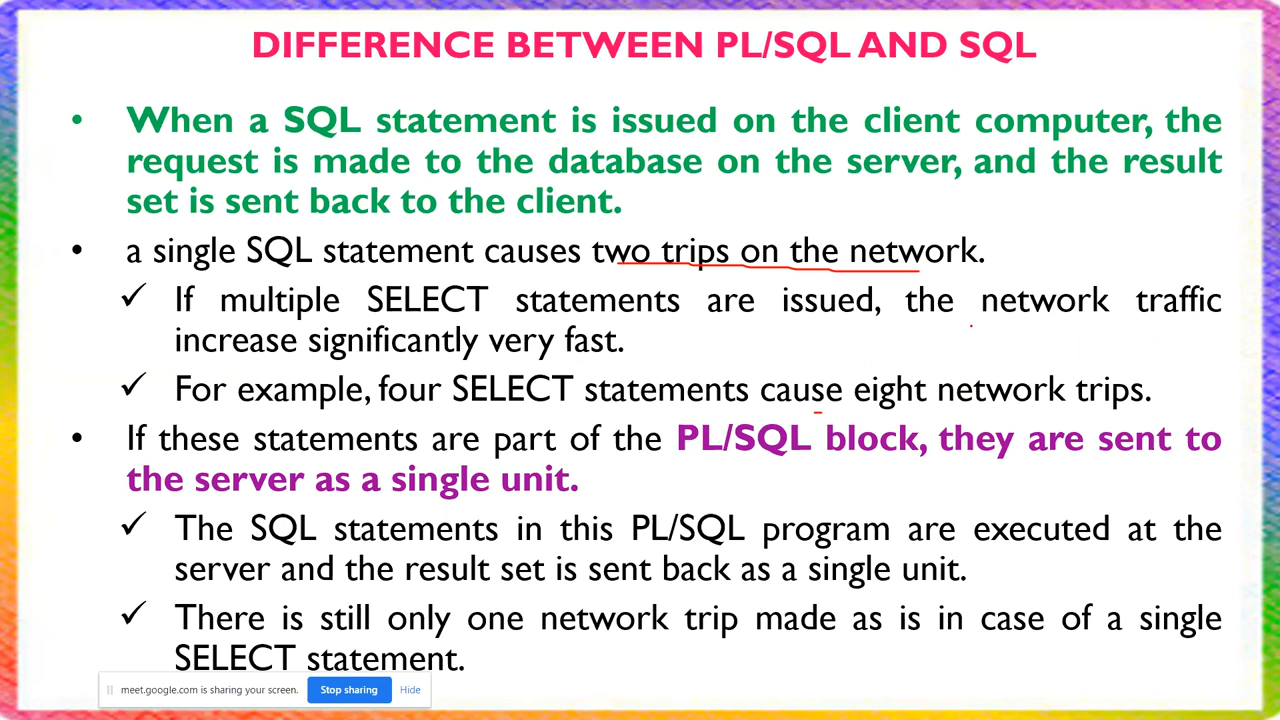 DIFFERENCE BETWEEN PL/SQL AND SQL
• When a SQL statement is issued on the client computer, the
request is made to the database on the server, and the result
set is sent back to the client.
• a single SQL statement causes two trips on the network.
✓ If multiple SELECT statements are issued, the network traffic
increase significantly very fast.
✓ For example, four SELECT statements cause eight network trips.
• If these statements are part of the PL/SQL block, they are sent to
the server as a single unit.
✓ The SQL statements in this PL/SQL program are executed at the
server and the result set is sent back as a single unit.
✓ There is still only one network trip made as is in case of a single
SELECT statement.
meet.google.com is sharing your screen. Stop sharing Hide